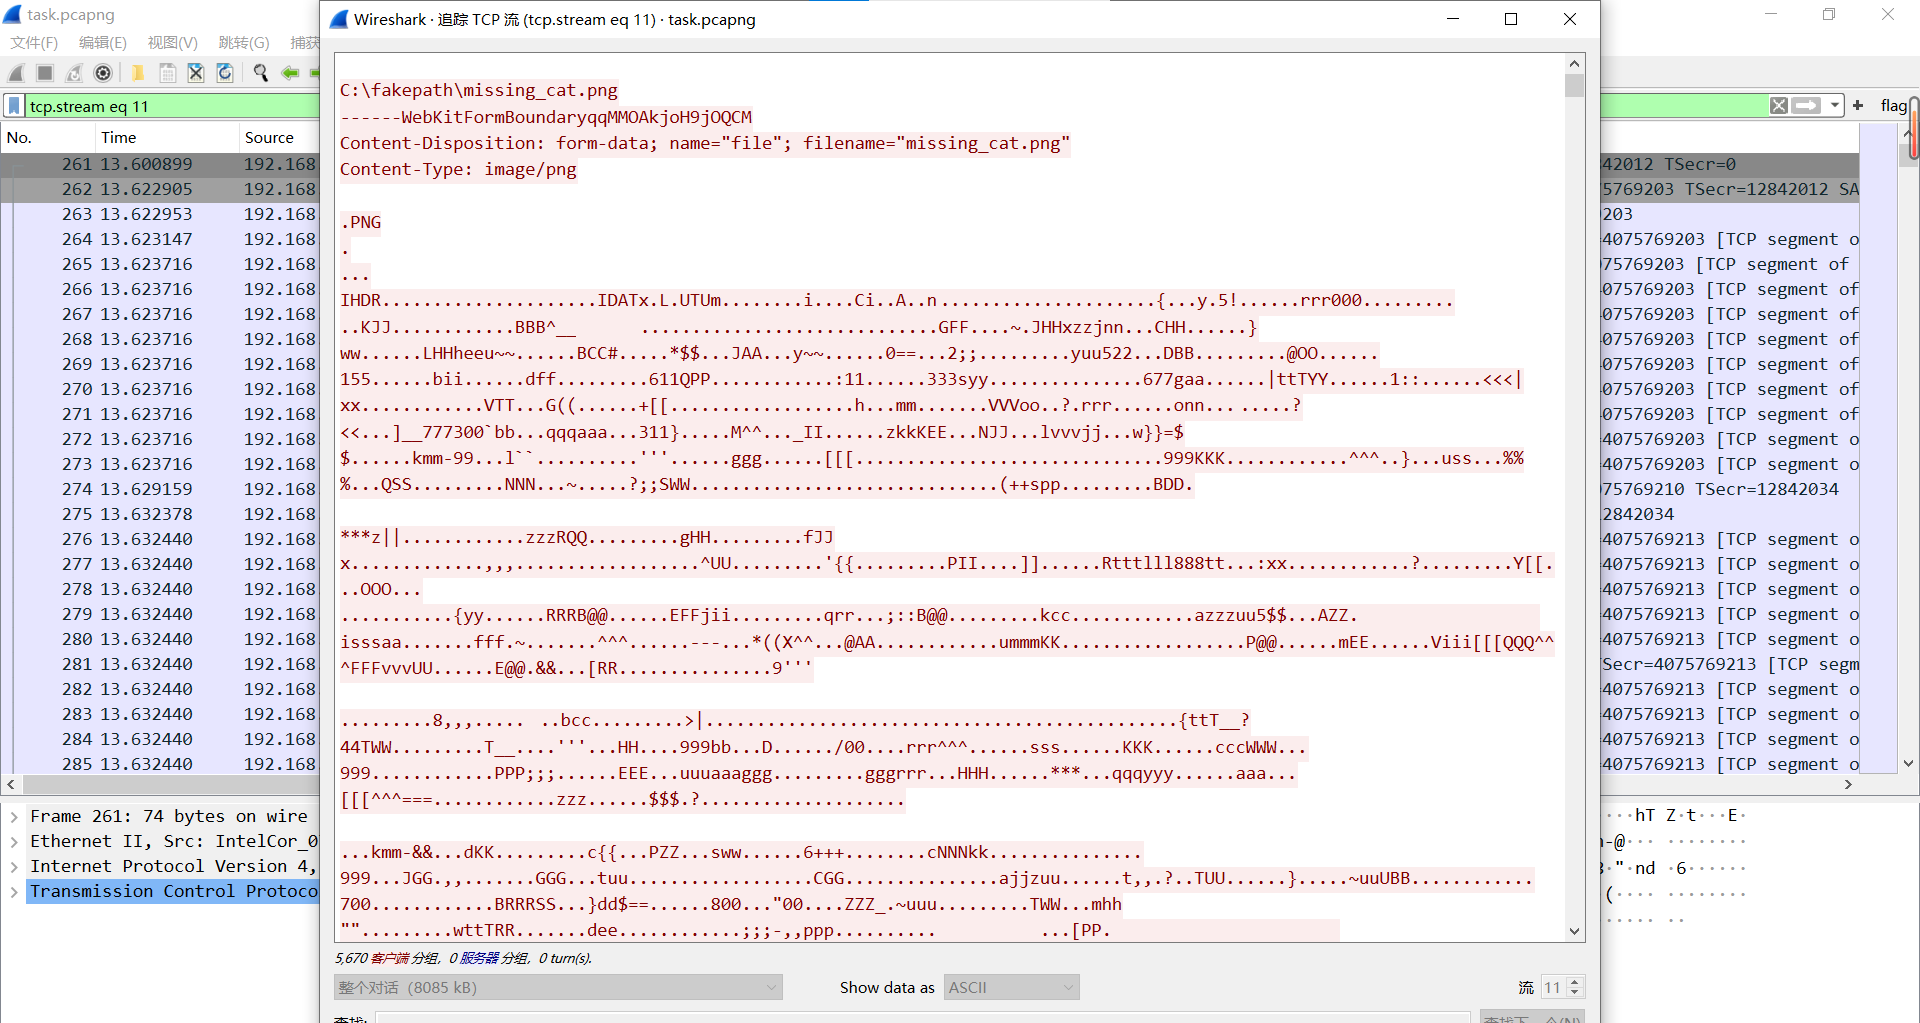 task.pcapng
Wireshark · 追踪 TCP 流 (tcp.stream eq 11) · task.pcapng
文件(F) 编辑(E) 视图(V) 跳转(G) 捕获
tcp.stream eq 11
flag
No. Time Source
261 13.600899 192.168
262 13.622905 192.168
263 13.622953 192.168
264 13.623147 192.168
265 13.623716 192.168
266 13.623716 192.168
267 13.623716 192.168
268 13.623716 192.168
269 13.623716 192.168
270 13.623716 192.168
271 13.623716 192.168
272 13.623716 192.168
273 13.623716 192.168
274 13.629159 192.168
275 13.632378 192.168
276 13.632440 192.168
277 13.632440 192.168
278 13.632440 192.168
279 13.632440 192.168
280 13.632440 192.168
281 13.632440 192.168
282 13.632440 192.168
283 13.632440 192.168
284 13.632440 192.168
285 13.632440 192.168
Frame 261: 74 bytes on wire
Ethernet II, Src: IntelCor_0
Internet Protocol Version 4,
Transmission Control Protoco
C:\fakepath\missing_cat.png
------WebKitFormBoundaryqqMMOAkjoH9jOQCM
Content-Disposition: form-data; name="file"; filename="missing_cat.png"
Content-Type: image/png
.PNG
.
...
IHDR.....................IDATx.L.UTUm........i....Ci..A..n.....................{...y.5!......rrr000.........
..KJJ............BBB^__      .............................GFF....~.JHHxzzjnn...CHH......}
ww......LHHheeu~~......BCC#.....*$$...JAA...y~~......0==...2;;.........yuu522...DBB.........@OO......
155......bii......dff.........611QPP............:11......333syy...............677gaa......|ttTYY......1::......<<<|
xx............VTT...G((......+[[..................h...mm.......VVVoo..?.rrr......onn... .....?
<<...]__777300`bb...qqqaaa...311}.....M^^..._II......zkkKEE...NJJ...lvvvjj...w}}=$
$......kmm-99...l``..........'''......ggg......[[[..............................999KKK............^^^..}...uss...%%
%...QSS.........NNN...~.....?;;SWW..............................(++spp.........BDD.
***z||............zzzRQQ.........gHH.........fJJ
x.............,,,..................^UU.........'{{.........PII....]]......Rtttlll888tt...:xx............?.........Y[[.
..OOO...
...........{yy......RRRB@@......EFFjii.........qrr...;::B@@.........kcc............azzzuu5$$...AZZ.
isssaa.......fff.~.......^^^......---...*((X^^...@AA............ummmKK..................P@@......mEE......Viii[[[QQQ^^
^FFFvvvUU......E@@.&&...[RR...............9'''
.........8,,,..... ..bcc.........>|..............................................{ttT__?
44TWW.........T__....'''...HH....999bb...D....../00....rrr^^^......sss......KKK......cccWWW...
999............PPP;;;......EEE...uuuaaaggg.........gggrrr...HHH......***...qqqyyy......aaa...
[[[^^^===............zzz......$$$.?....................
...kmm-&&...dKK.........c{{...PZZ...sww......6+++........cNNNkk...............
999...JGG.,,......GGG...tuu..................CGG...............ajjzuu......t,,.?..TUU......}.....~uuUBB............
700............BRRRSS...}dd$==......800..."00....ZZZ_.~uuu.........TWW...mhh
"".........wttTRR.......dee............;;;-,,ppp..........          ...[PP.
5,670 客户端 分组, 0 服务器 分组, 0 turn(s).
整个对话 (8085 kB)
Show data as
ASCII
流 11
查找:
查找下一个(N)
42012 TSecr=0
75769203 TSecr=12842012 SA
203
4075769203 [TCP segment o
75769203 [TCP segment of
4075769203 [TCP segment of
4075769203 [TCP segment of
4075769203 [TCP segment of
4075769203 [TCP segment of
4075769203 [TCP segment of
4075769203 [TCP segment of
4075769203 [TCP segment o
4075769203 [TCP segment o
75769210 TSecr=12842034
2842034
4075769213 [TCP segment o
4075769213 [TCP segment o
4075769213 [TCP segment o
4075769213 [TCP segment o
4075769213 [TCP segment o
TSecr=4075769213 [TCP segm
4075769213 [TCP segment o
4075769213 [TCP segment o
4075769213 [TCP segment o
4075769213 [TCP segment o
····hT Z·t···E·
-@··· ········
·"·nd ·6······
(···· ········